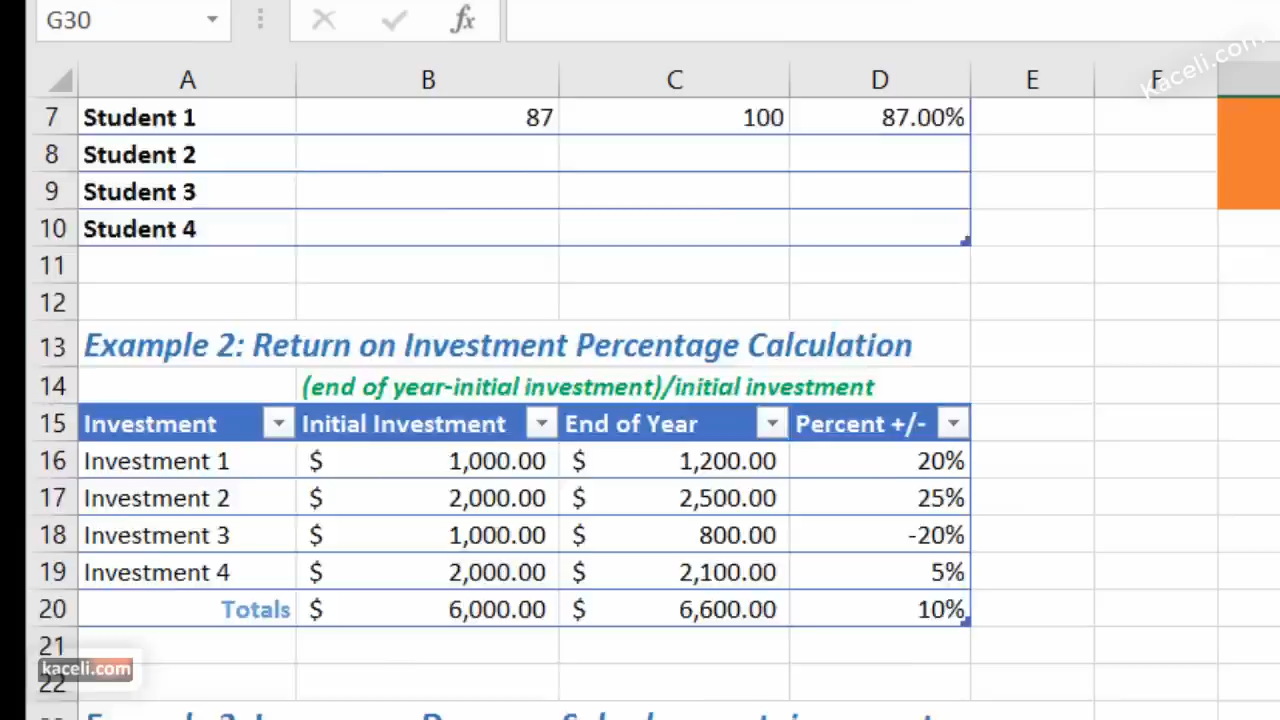 G30 fx
kaceli.com
A B C D E F
7 Student 1 87 100 87.00%
8 Student 2
9 Student 3
10 Student 4
11
12
13 Example 2: Return on Investment Percentage Calculation
14 (end of year-initial investment)/initial investment
15 Investment Initial Investment End of Year Percent +/-
16 Investment 1 $ 1,000.00 $ 1,200.00 20%
17 Investment 2 $ 2,000.00 $ 2,500.00 25%
18 Investment 3 $ 1,000.00 $ 800.00 -20%
19 Investment 4 $ 2,000.00 $ 2,100.00 5%
20 Totals $ 6,000.00 $ 6,600.00 10%
21
kaceli.com
22